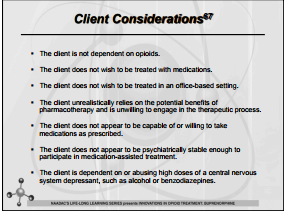 Client Considerations67
▪ The client is not dependent on opioids.
▪ The client does not wish to be treated with medications.
▪ The client does not wish to be treated in an office-based setting.
▪ The client unrealistically relies on the potential benefits of
pharmacotherapy and is unwilling to engage in the therapeutic process.
▪ The client does not appear to be capable of or willing to take
medications as prescribed.
▪ The client does not appear to be psychiatrically stable enough to
participate in medication-assisted treatment.
▪ The client is dependent on or abusing high doses of a central nervous
system depressant, such as alcohol or benzodiazepines.
NAADAC'S LIFE-LONG LEARNING SERIES presents INNOVATIONS IN OPIOID TREATMENT: BUPRENORPHINE